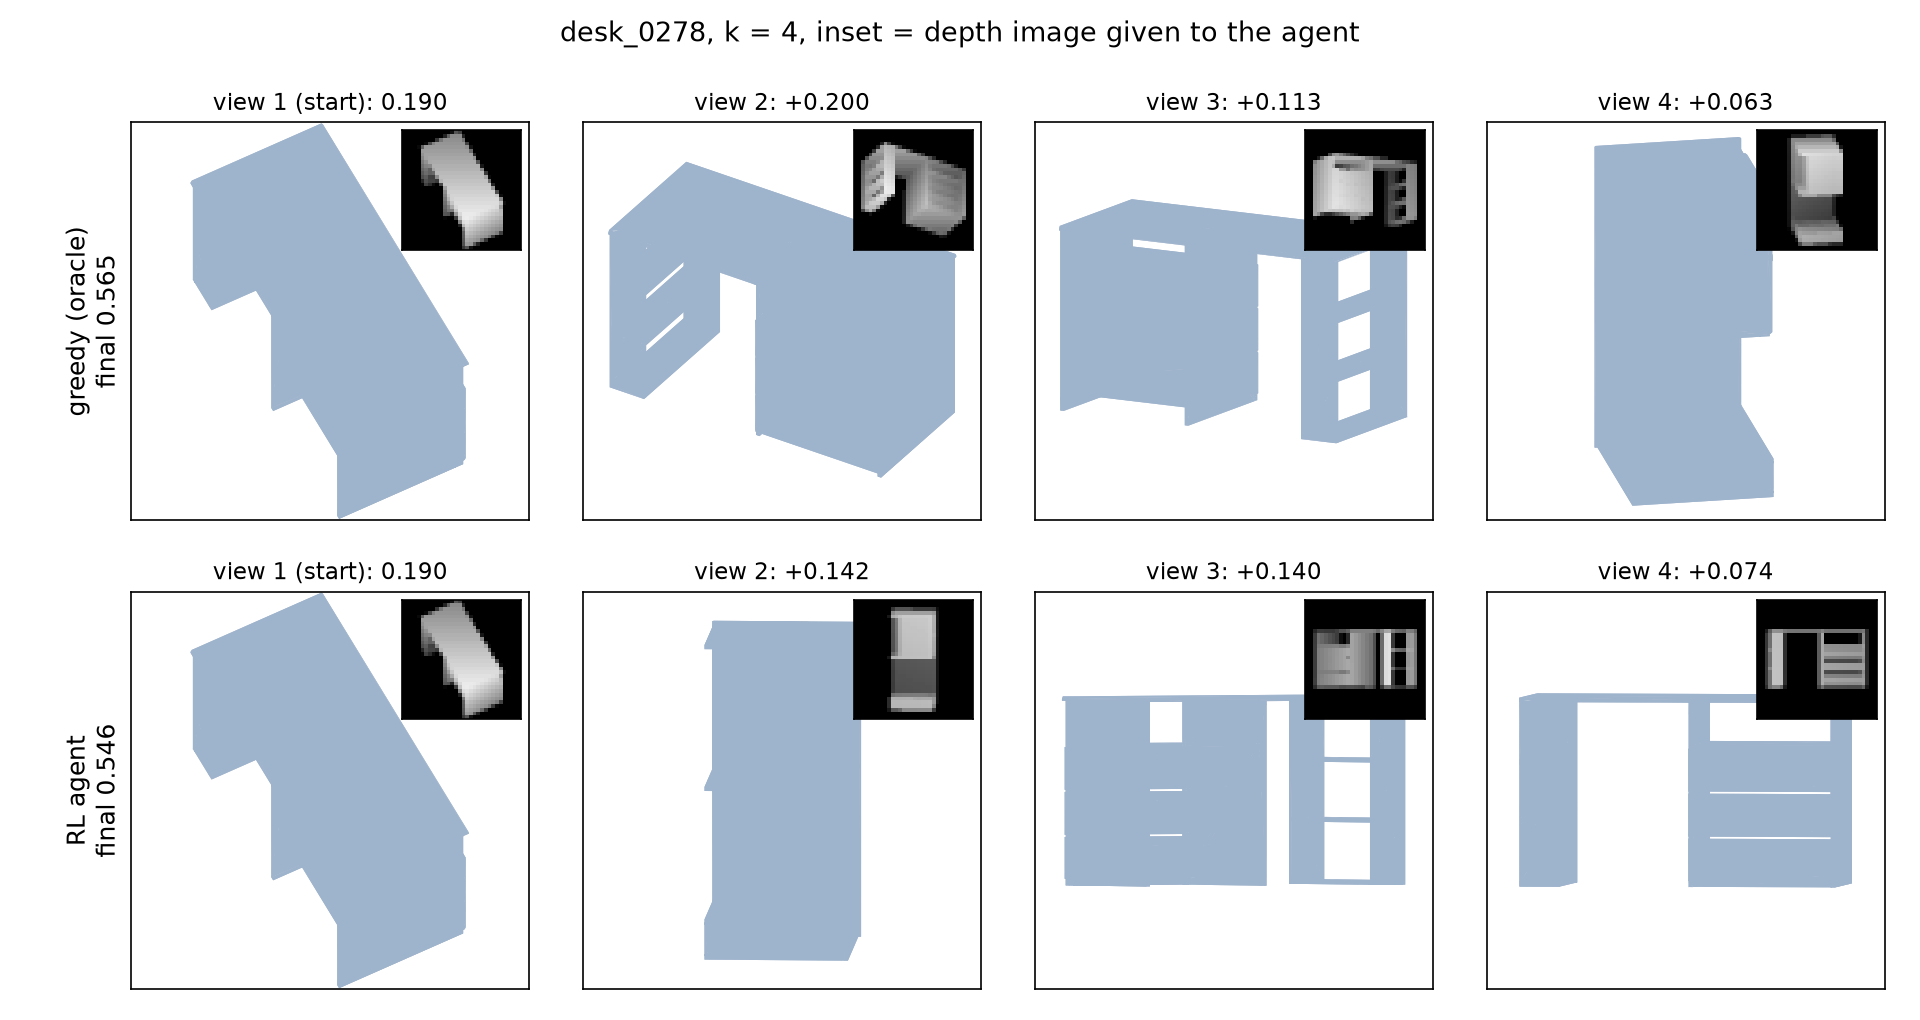 desk_0278, k = 4, inset = depth image given to the agent
view 1 (start): 0.190
view 2: +0.200
view 3: +0.113
view 4: +0.063
greedy (oracle)
final 0.565
view 1 (start): 0.190
view 2: +0.142
view 3: +0.140
view 4: +0.074
RL agent
final 0.546